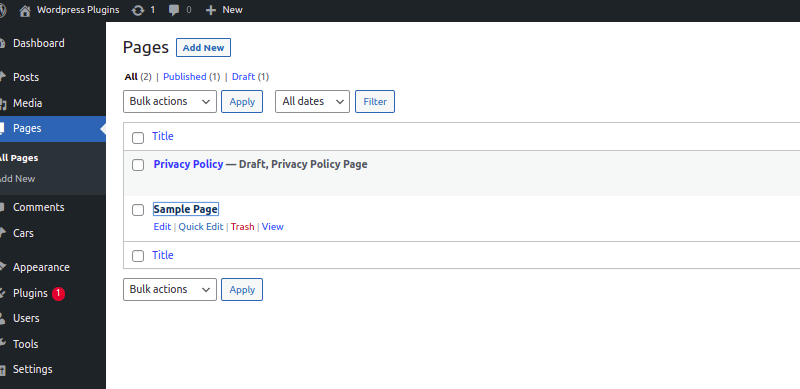 Wordpress Plugins 1 0 New
Dashboard
Posts
Media
Pages
All Pages
Add New
Comments
Cars
Appearance
Plugins 1
Users
Tools
Settings
Pages Add New
All (2) | Published (1) | Draft (1)
Bulk actions Apply All dates Filter
Title
Privacy Policy — Draft, Privacy Policy Page
Sample Page
Edit | Quick Edit | Trash | View
Title
Bulk actions Apply